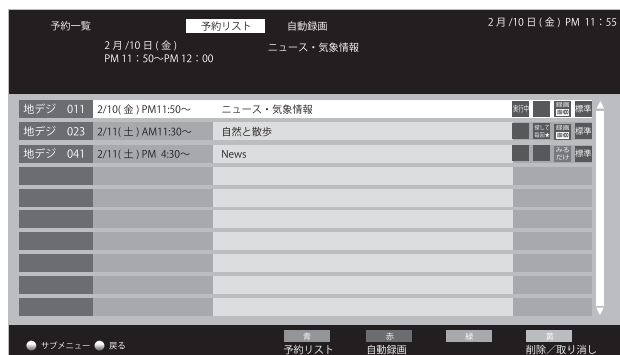 予約一覧 予約リスト 自動録画 2月/10日(金) PM 11:55
2月/10日(金) ニュース・気象情報
PM 11:50～PM 12:00
地デジ 011 2/10(金) PM11:50～ ニュース・気象情報 実行中 録画 標準
地デジ 023 2/11(土) AM11:30～ 自然と散歩 探して 毎回★ 録画 標準
地デジ 041 2/11(土) PM 4:30～ News みる だけ 標準
サブメニュー 戻る 青 赤 緑 黄
予約リスト 自動録画 削除／取り消し